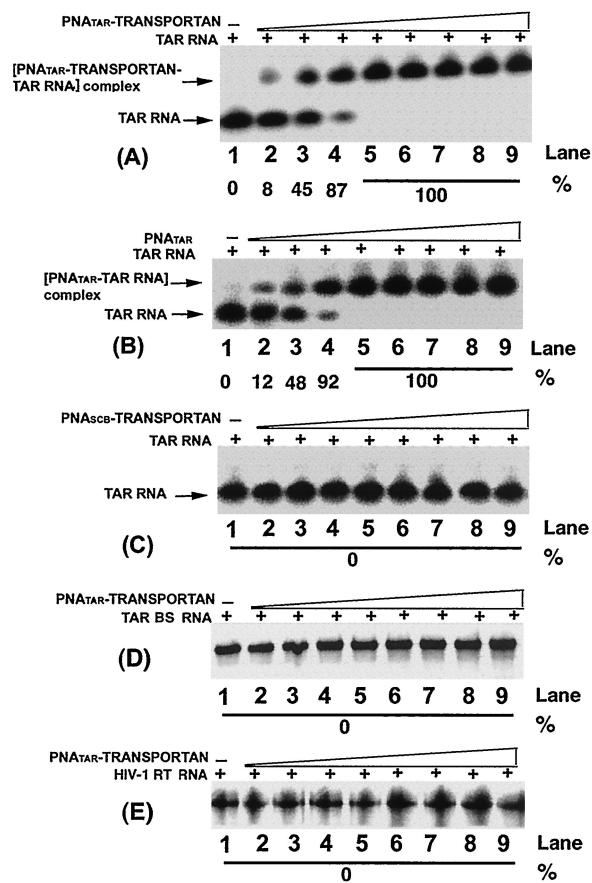 PNATAR-TRANSPORTAN –
TAR RNA + + + + + + + + +
[PNATAR-TRANSPORTAN-
TAR RNA] complex
TAR RNA
(A)
1 2 3 4 5 6 7 8 9 Lane
0 8 45 87 100 %
PNATAR –
TAR RNA + + + + + + + + +
[PNATAR-TAR RNA]
complex
TAR RNA
(B)
1 2 3 4 5 6 7 8 9 Lane
0 12 48 92 100 %
PNASCB-TRANSPORTAN –
TAR RNA + + + + + + + + +
TAR RNA
(C)
1 2 3 4 5 6 7 8 9 Lane
0 %
PNATAR-TRANSPORTAN –
TAR BS RNA + + + + + + + + +
(D)
1 2 3 4 5 6 7 8 9 Lane
0 %
PNATAR-TRANSPORTAN –
HIV-1 RT RNA + + + + + + + + +
(E)
1 2 3 4 5 6 7 8 9 Lane
0 %